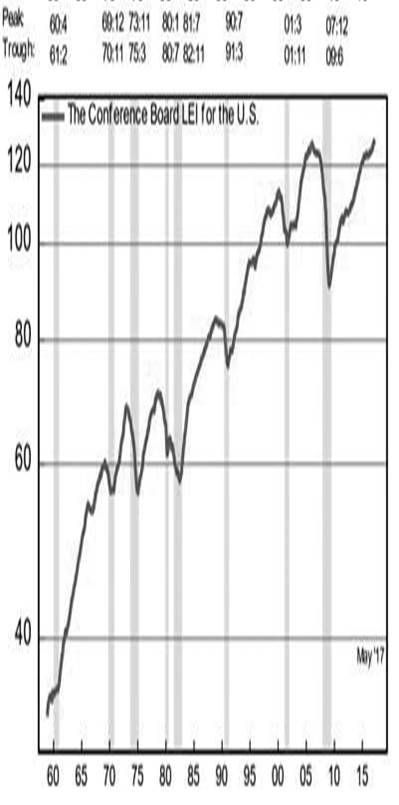 Peak: 60:4 69:12 73:11 80:1 81:7 90:7 01:3 07:12
Trough: 61:2 70:11 75:3 80:7 82:11 91:3 01:11 09:6
140
The Conference Board LEI for the U.S.
120
100
80
60
40
May '17
60 65 70 75 80 85 90 95 00 05 10 15